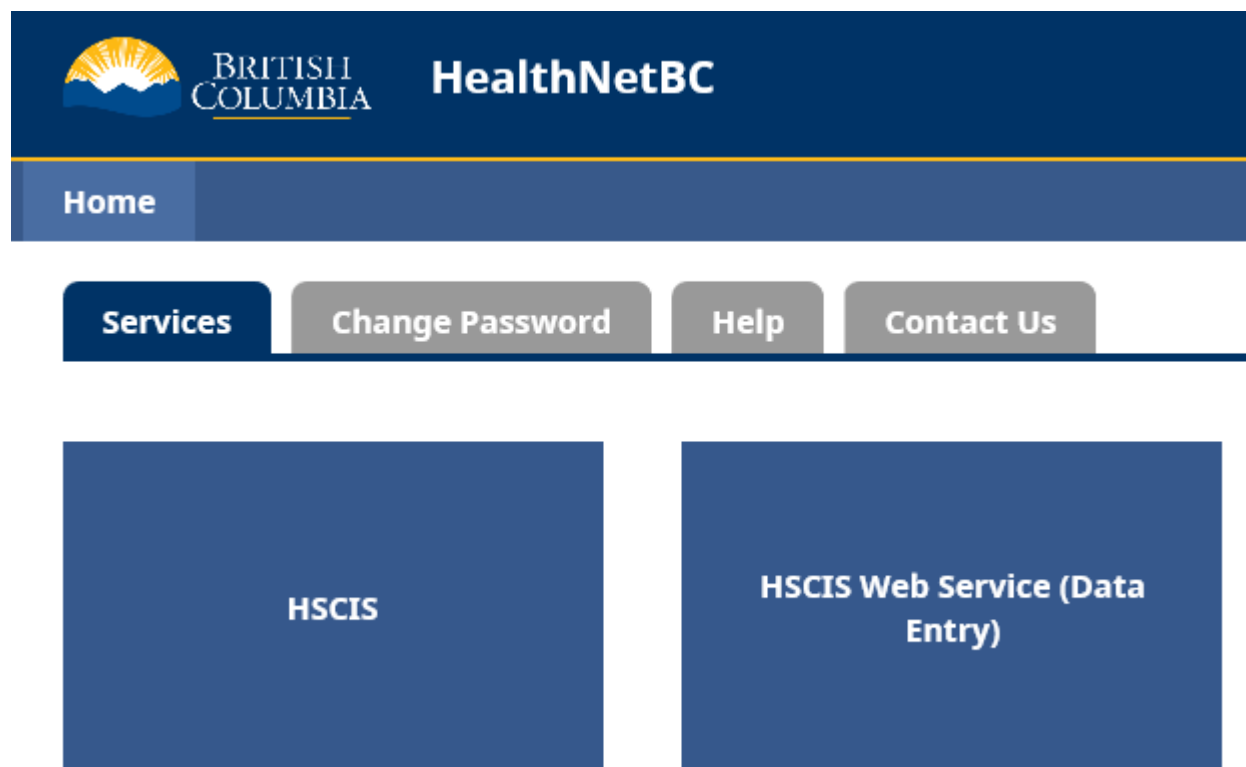 BRITISH
COLUMBIA
HealthNetBC
Home
Services
Change Password
Help
Contact Us
HSCIS
HSCIS Web Service (Data
Entry)